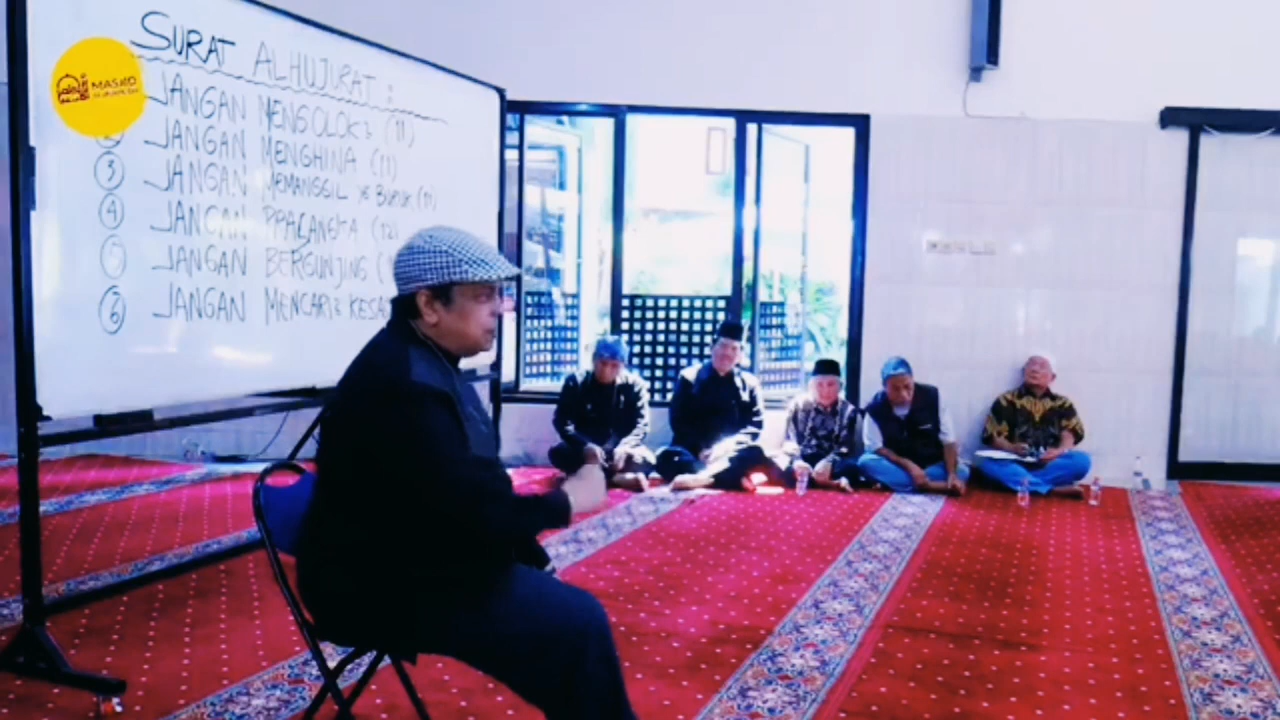 SURAT ALHUJURAT :
MASJID
JANGAN MENGOLOK2 (11)
JANGAN MENGHINA (11)
3 JANGAN MEMANGGIL YG BURUK (11)
4 JANGAN PRASANGKA (12)
5 JANGAN BERGUNJING
6 JANGAN MENCARI2